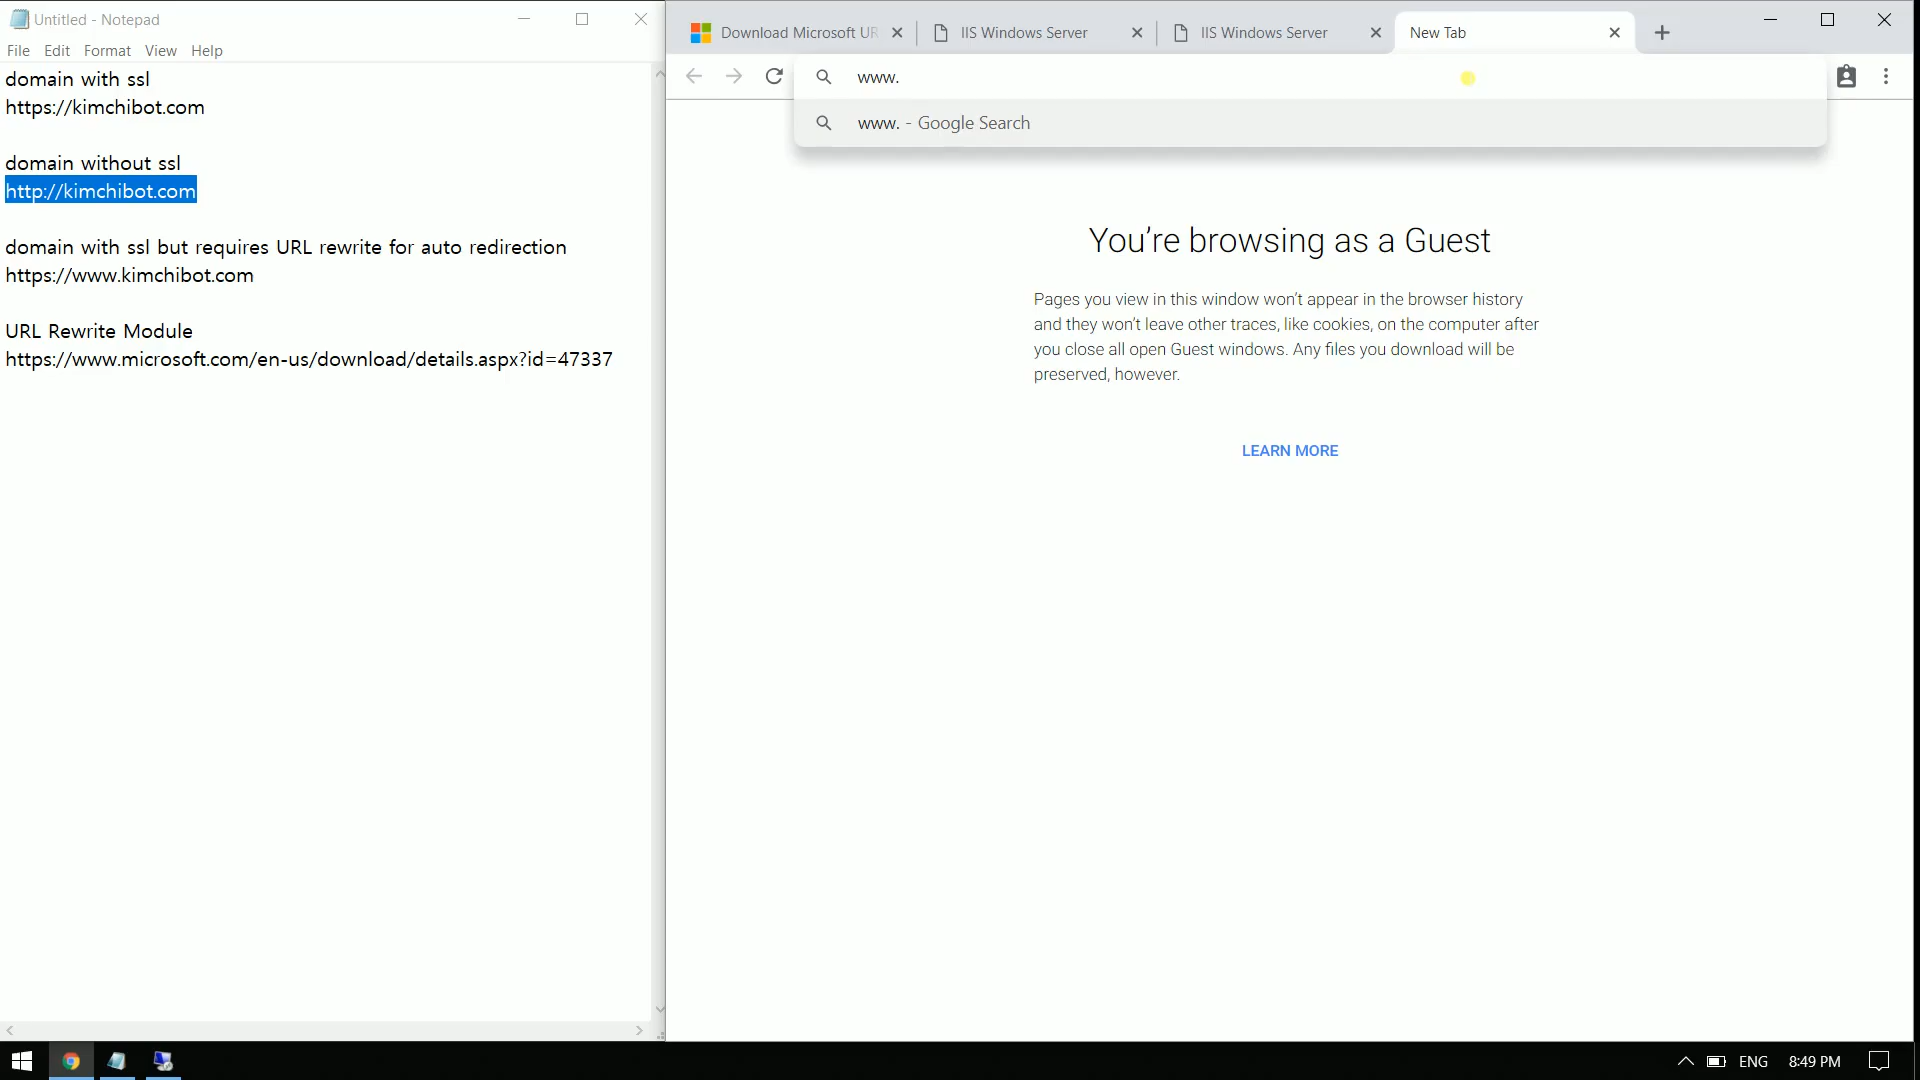 Untitled - Notepad
File Edit Format View Help
domain with ssl
https://kimchibot.com
domain without ssl
http://kimchibot.com
domain with ssl but requires URL rewrite for auto redirection
https://www.kimchibot.com
URL Rewrite Module
https://www.microsoft.com/en-us/download/details.aspx?id=47337
Download Microsoft UR
IIS Windows Server
IIS Windows Server
New Tab
www.
www. - Google Search
You’re browsing as a Guest
Pages you view in this window won’t appear in the browser history
and they won’t leave other traces, like cookies, on the computer after
you close all open Guest windows. Any files you download will be
preserved, however.
LEARN MORE
ENG
8:49 PM